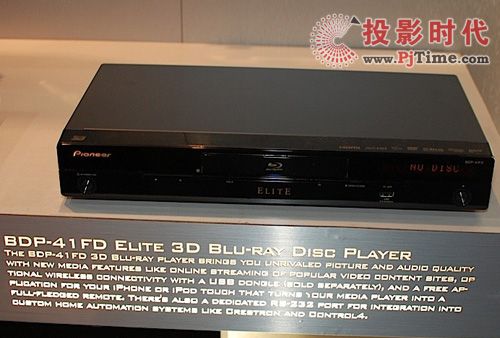 投影时代
www.PjTime.com
Pioneer
HDMI
BDP-41FD
NO DISC
ELITE
BDP-41FD ELITE 3D BLU-RAY DISC PLAYER
THE BDP-41FD 3D BLU-RAY PLAYER BRINGS YOU UNRIVALED PICTURE AND AUDIO QUALITY
WITH NEW MEDIA FEATURES LIKE ONLINE STREAMING OF POPULAR VIDEO CONTENT SITES, OP
TIONAL WIRELESS CONNECTIVITY WITH A USB DONGLE (SOLD SEPARATELY), AND A FREE AP-
PLICATION FOR YOUR IPHONE OR IPOD TOUCH THAT TURNS YOUR MEDIA PLAYER INTO A
FULL-FLEDGED REMOTE. THERE'S ALSO A DEDICATED RS-232 PORT FOR INTEGRATION INTO
CUSTOM HOME AUTOMATION SYSTEMS LIKE CRESTRON AND CONTROL4.